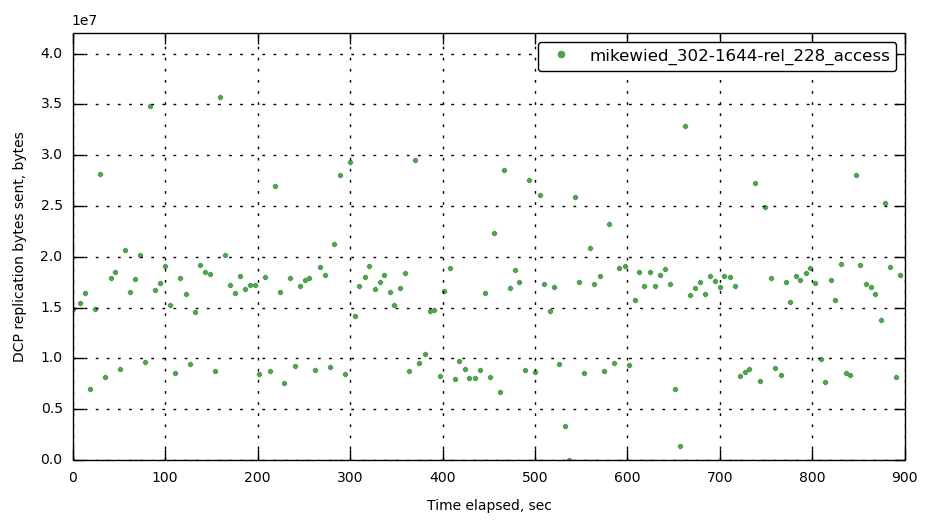 1e7
mikewied_302-1644-rel_228_access
4.0
3.5
3.0
2.5
2.0
1.5
1.0
0.5
0.0
DCP replication bytes sent, bytes
0 100 200 300 400 500 600 700 800 900
Time elapsed, sec